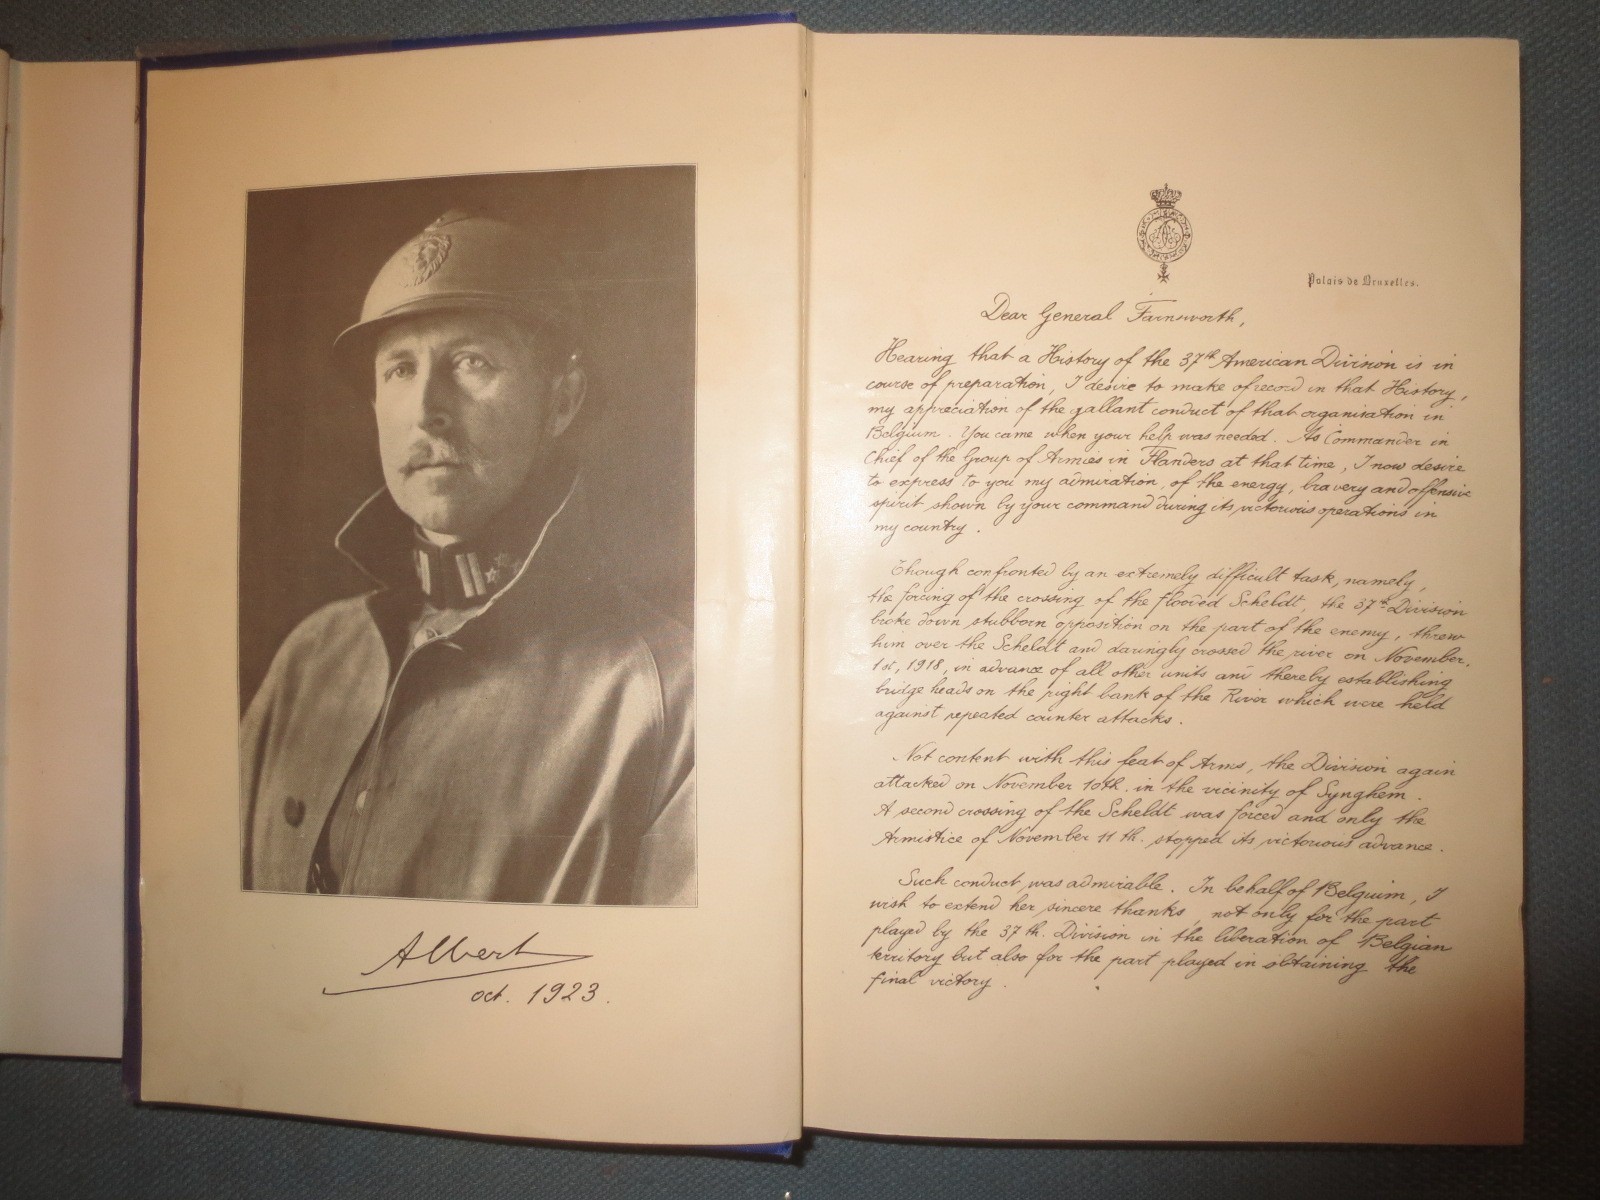 Albert
oct. 1923.
Palais de Bruxelles.
Dear General Farnsworth,
Hearing that a History of the 37th American Division is in
course of preparation, I desire to make of record in that History,
my appreciation of the gallant conduct of that organisation in
Belgium. You came when your help was needed. As Commander in
Chief of the Group of Armies in Flanders at that time, I now desire
to express to you my admiration, of the energy, bravery and offensive
spirit shown by your command during its victorious operations in
my country.
Though confronted by an extremely difficult task, namely,
the forcing of the crossing of the flooded Scheldt, the 37th Division
broke down stubborn opposition on the part of the enemy, threw
him over the Scheldt and daringly crossed the river on November.
1st, 1918, in advance of all other units and thereby establishing
bridge heads on the right bank of the River which were held
against repeated counter attacks.
Not content with this feat of Arms, the Division again
attacked on November 10th. in the vicinity of Synghem.
A second crossing of the Scheldt was forced and only the
Armistice of November 11th. stopped its victorious advance.
Such conduct was admirable. In behalf of Belguim, I
wish to extend her sincere thanks, not only for the part
played by the 37th. Division in the liberation of Belgian
territory but also for the part played in obtaining the
final victory.